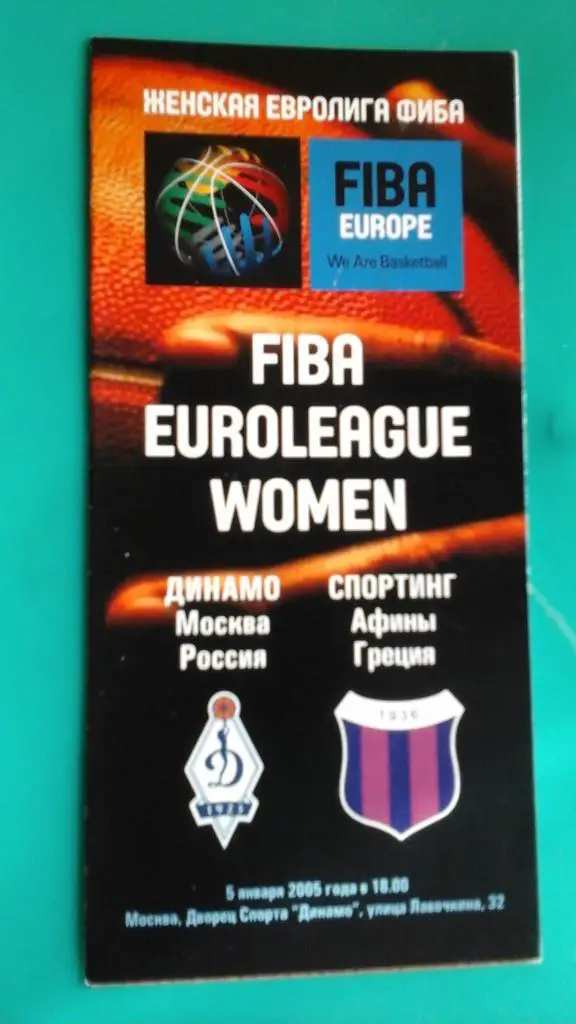 ЖЕНСКАЯ ЕВРОЛИГА ФИБА
FIBA
EUROPE
We Are Basketball
FIBA
EUROLEAGUE
WOMEN
ДИНАМО
Москва
Россия
СПОРТИНГ
Афины
Греция
Д
1923
1936
5 января 2005 года в 18.00
Москва, Дворец Спорта "Динамо", улица Лавочкина, 32